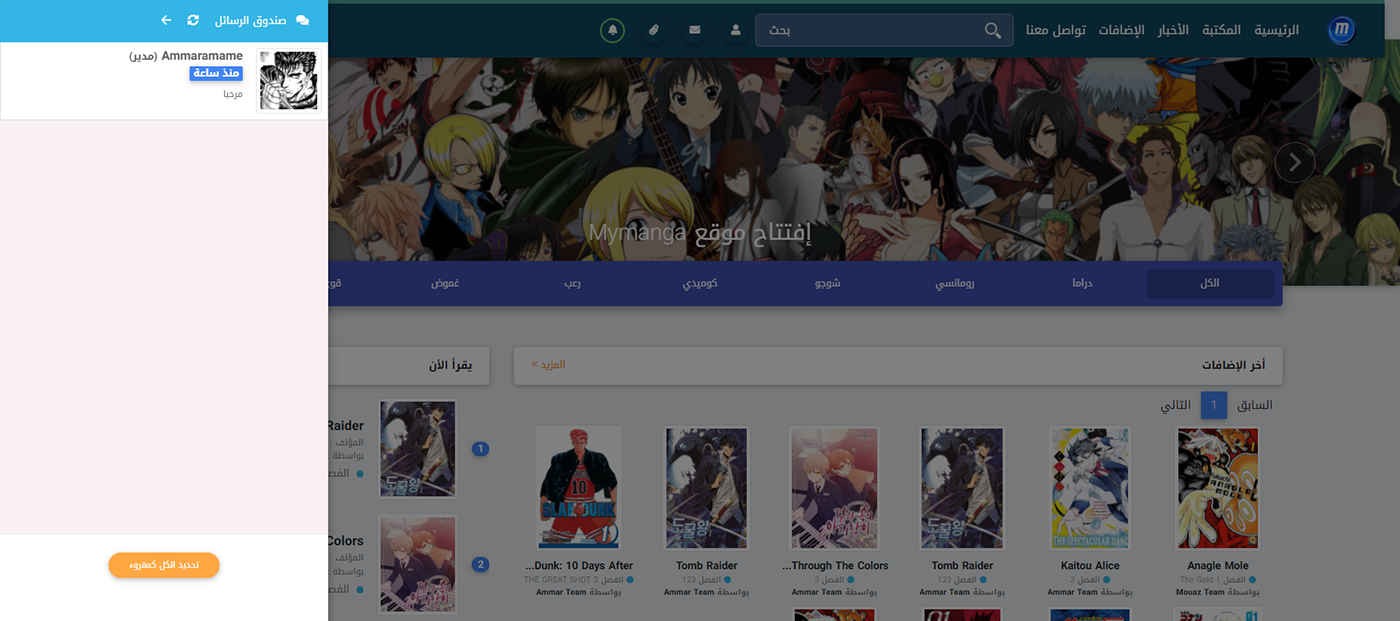 صندوق الرسائل
Ammaramame (مدير)
منذ ساعة
مرحبا
تحديد الكل كمقروء
m
الرئيسية
المكتبة
الأخبار
الإضافات
تواصل معنا
بحث
إفتتاح موقع Mymanga
الكل
دراما
رومانسي
شوجو
كوميدي
رعب
غموض
أخر الإضافات
المزيد »
السابق
1
التالي
Anagle Mole
الفصل 1 The Gold
بواسطة Mouaz Team
Kaitou Alice
الفصل 3
بواسطة Ammar Team
Tomb Raider
الفصل 123
بواسطة Ammar Team
...Through The Colors
الفصل 3
بواسطة Ammar Team
Tomb Raider
الفصل 123
بواسطة Ammar Team
...Dunk: 10 Days After
الفصل 3 THE GREAT SHOT
بواسطة Ammar Team
يقرأ الأن
1
Raider
المؤلف :
بواسطة :
2
Colors
المؤلف :
بواسطة :